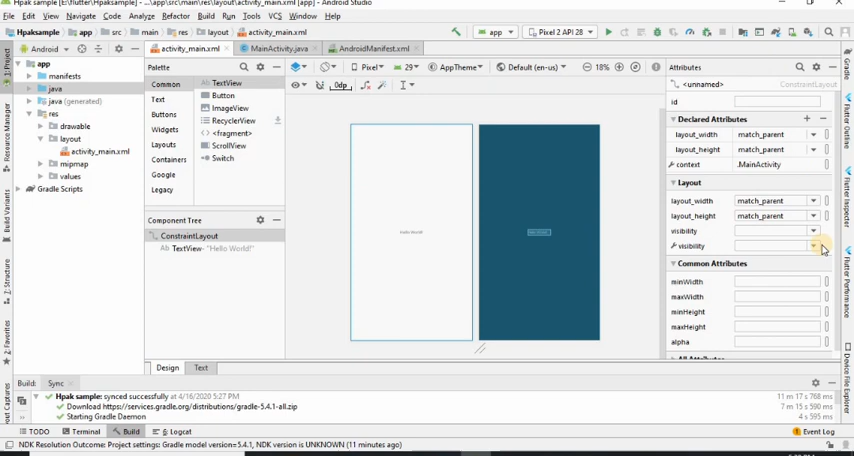 Hpak sample [E:\flutter\Hpaksample] - ...\app\src\main\res\layout\activity_main.xml [app] - Android Studio
File Edit View Navigate Code Analyze Refactor Build Run Tools VCS Window Help
Hpaksample app src main res layout activity_main.xml app Pixel 2 API 28
Android activity_main.xml MainActivity.java AndroidManifest.xml
1: Project
Resource Manager
Build Variants
Z: Structure
2: Favorites
app
manifests
java
java (generated)
res
drawable
layout
activity_main.xml
mipmap
values
Gradle Scripts
Palette
Common
Text
Buttons
Widgets
Layouts
Containers
Google
Legacy
Ab TextView
Button
ImageView
RecyclerView
<> <fragment>
ScrollView
Switch
Component Tree
ConstraintLayout
Ab TextView- "Hello World!"
Pixel 29 AppTheme Default (en-us) 18%
0dp
Hello World!
Design Text
Attributes
<unnamed> ConstraintLayout
id
Declared Attributes
layout_width match_parent
layout_height match_parent
context .MainActivity
Layout
layout_width match_parent
layout_height match_parent
visibility
visibility
Common Attributes
minWidth
maxWidth
minHeight
maxHeight
alpha
All Attributes
Gradle
Flutter Outline
Flutter Inspector
Flutter Performance
Device File Explorer
Build: Sync
Hpak sample: synced successfully at 4/16/2020 5:27 PM 11 m 17 s 768 ms
Download https://services.gradle.org/distributions/gradle-5.4.1-all.zip 7 m 15 s 590 ms
Starting Gradle Daemon 4 s 595 ms
TODO Terminal Build 6: Logcat Event Log
NDK Resolution Outcome: Project settings: Gradle model version=5.4.1, NDK version is UNKNOWN (11 minutes ago)